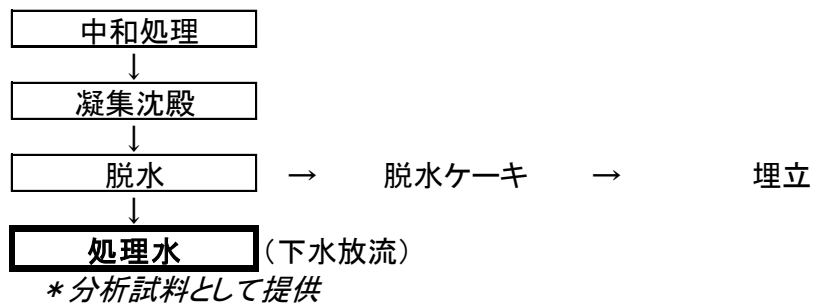 中和処理
↓
凝集沈殿
↓
脱水 → 脱水ケーキ → 埋立
↓
処理水 (下水放流)
*分析試料として提供